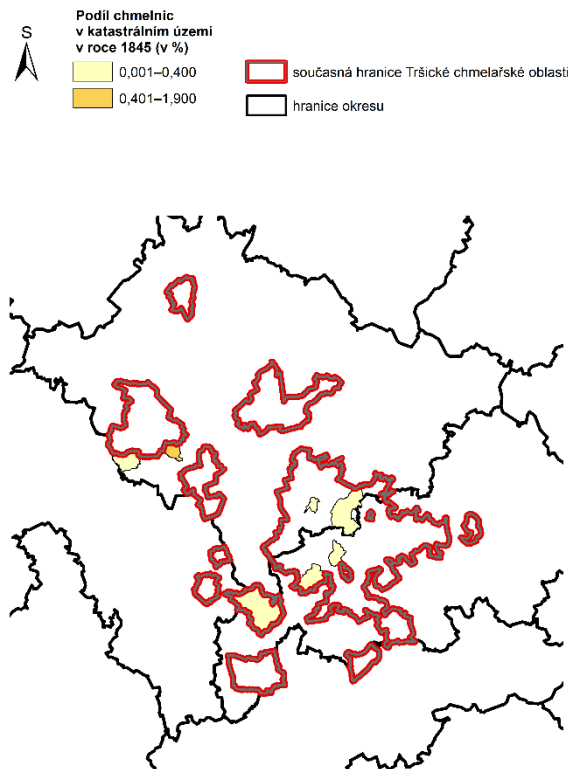 Podíl chmelnic
v katastrálním území
v roce 1845 (v %)
S
0,001–0,400
0,401–1,900
současná hranice Tršické chmelařské oblasti
hranice okresu